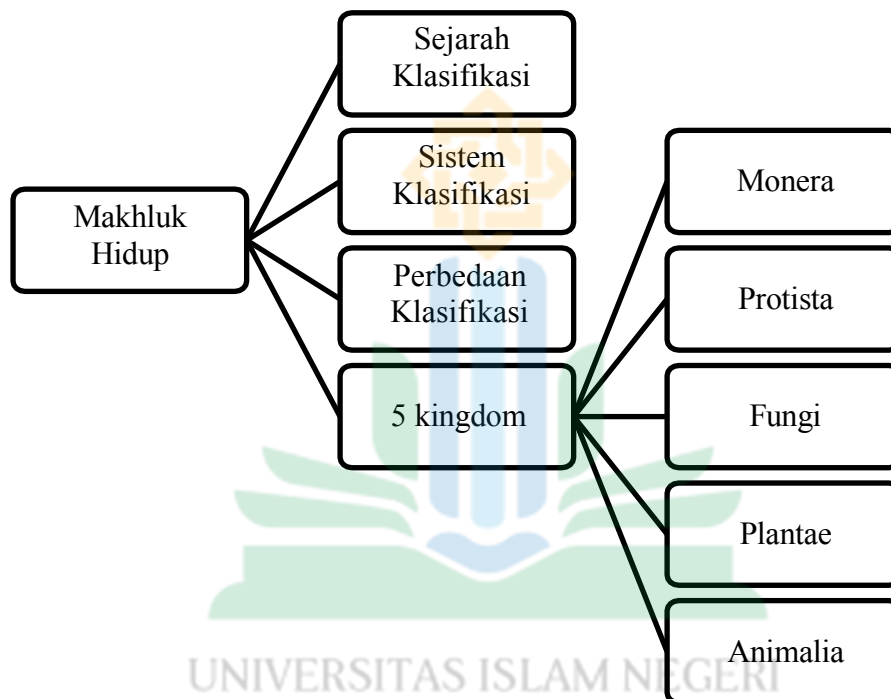 Makhluk
Hidup
Sejarah
Klasifikasi
Sistem
Klasifikasi
Perbedaan
Klasifikasi
5 kingdom
Monera
Protista
Fungi
Plantae
Animalia
UNIVERSITAS ISLAM NEGERI